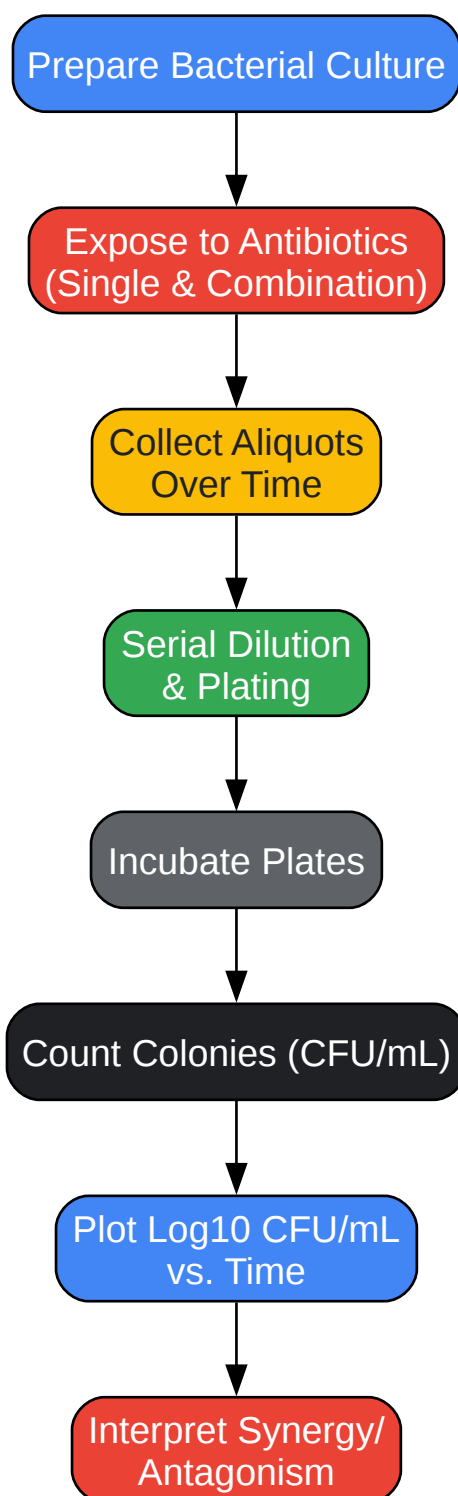 Prepare Bacterial Culture
Expose to Antibiotics
(Single & Combination)
Collect Aliquots
Over Time
Serial Dilution
& Plating
Incubate Plates
Count Colonies (CFU/mL)
Plot Log10 CFU/mL
vs. Time
Interpret Synergy/
Antagonism